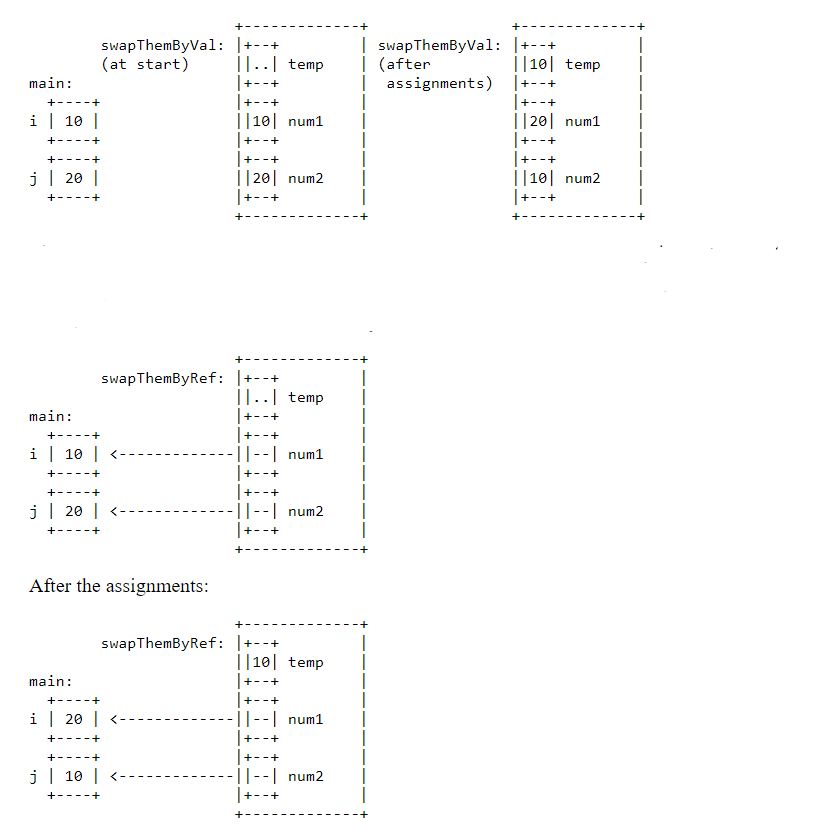 +-------------+                +-------------+
swapThemByVal: |+--+         | swapThemByVal: |+--+         |
(at start)     ||..| temp    | (after         ||10| temp    |
main:          |+--+         |  assignments)  |+--+         |
+----+         |+--+         |                |+--+         |
i | 10 |       ||10| num1    |                ||20| num1    |
+----+         |+--+         |                |+--+         |
+----+         |+--+         |                |+--+         |
j | 20 |       ||20| num2    |                ||10| num2    |
+----+         |+--+         |                |+--+         |
               +-------------+                +-------------+
               +-------------+
swapThemByRef: |+--+         |
               ||..| temp    |
main:          |+--+         |
+----+         |+--+         |
i | 10 | <-------------||--| num1    |
+----+         |+--+         |
+----+         |+--+         |
j | 20 | <-------------||--| num2    |
+----+         |+--+         |
               +-------------+
After the assignments:
               +-------------+
swapThemByRef: |+--+         |
               ||10| temp    |
main:          |+--+         |
+----+         |+--+         |
i | 20 | <-------------||--| num1    |
+----+         |+--+         |
+----+         |+--+         |
j | 10 | <-------------||--| num2    |
+----+         |+--+         |
               +-------------+